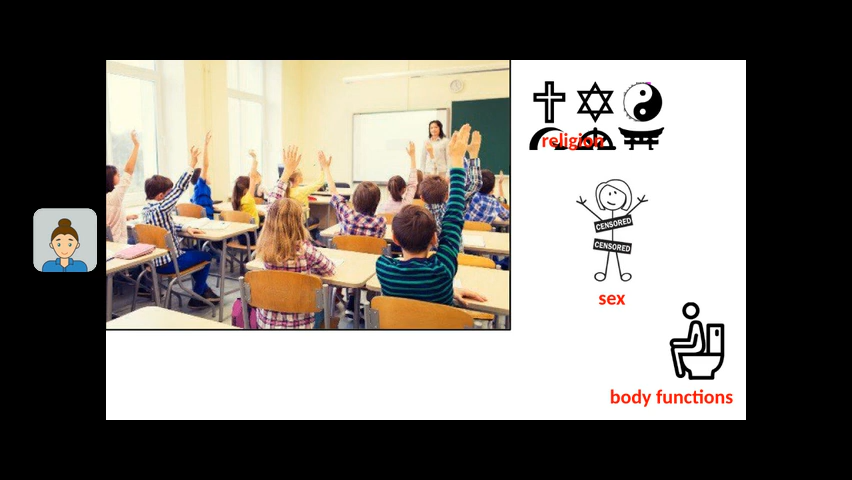 religion
CENSORED
CENSORED
sex
body functions